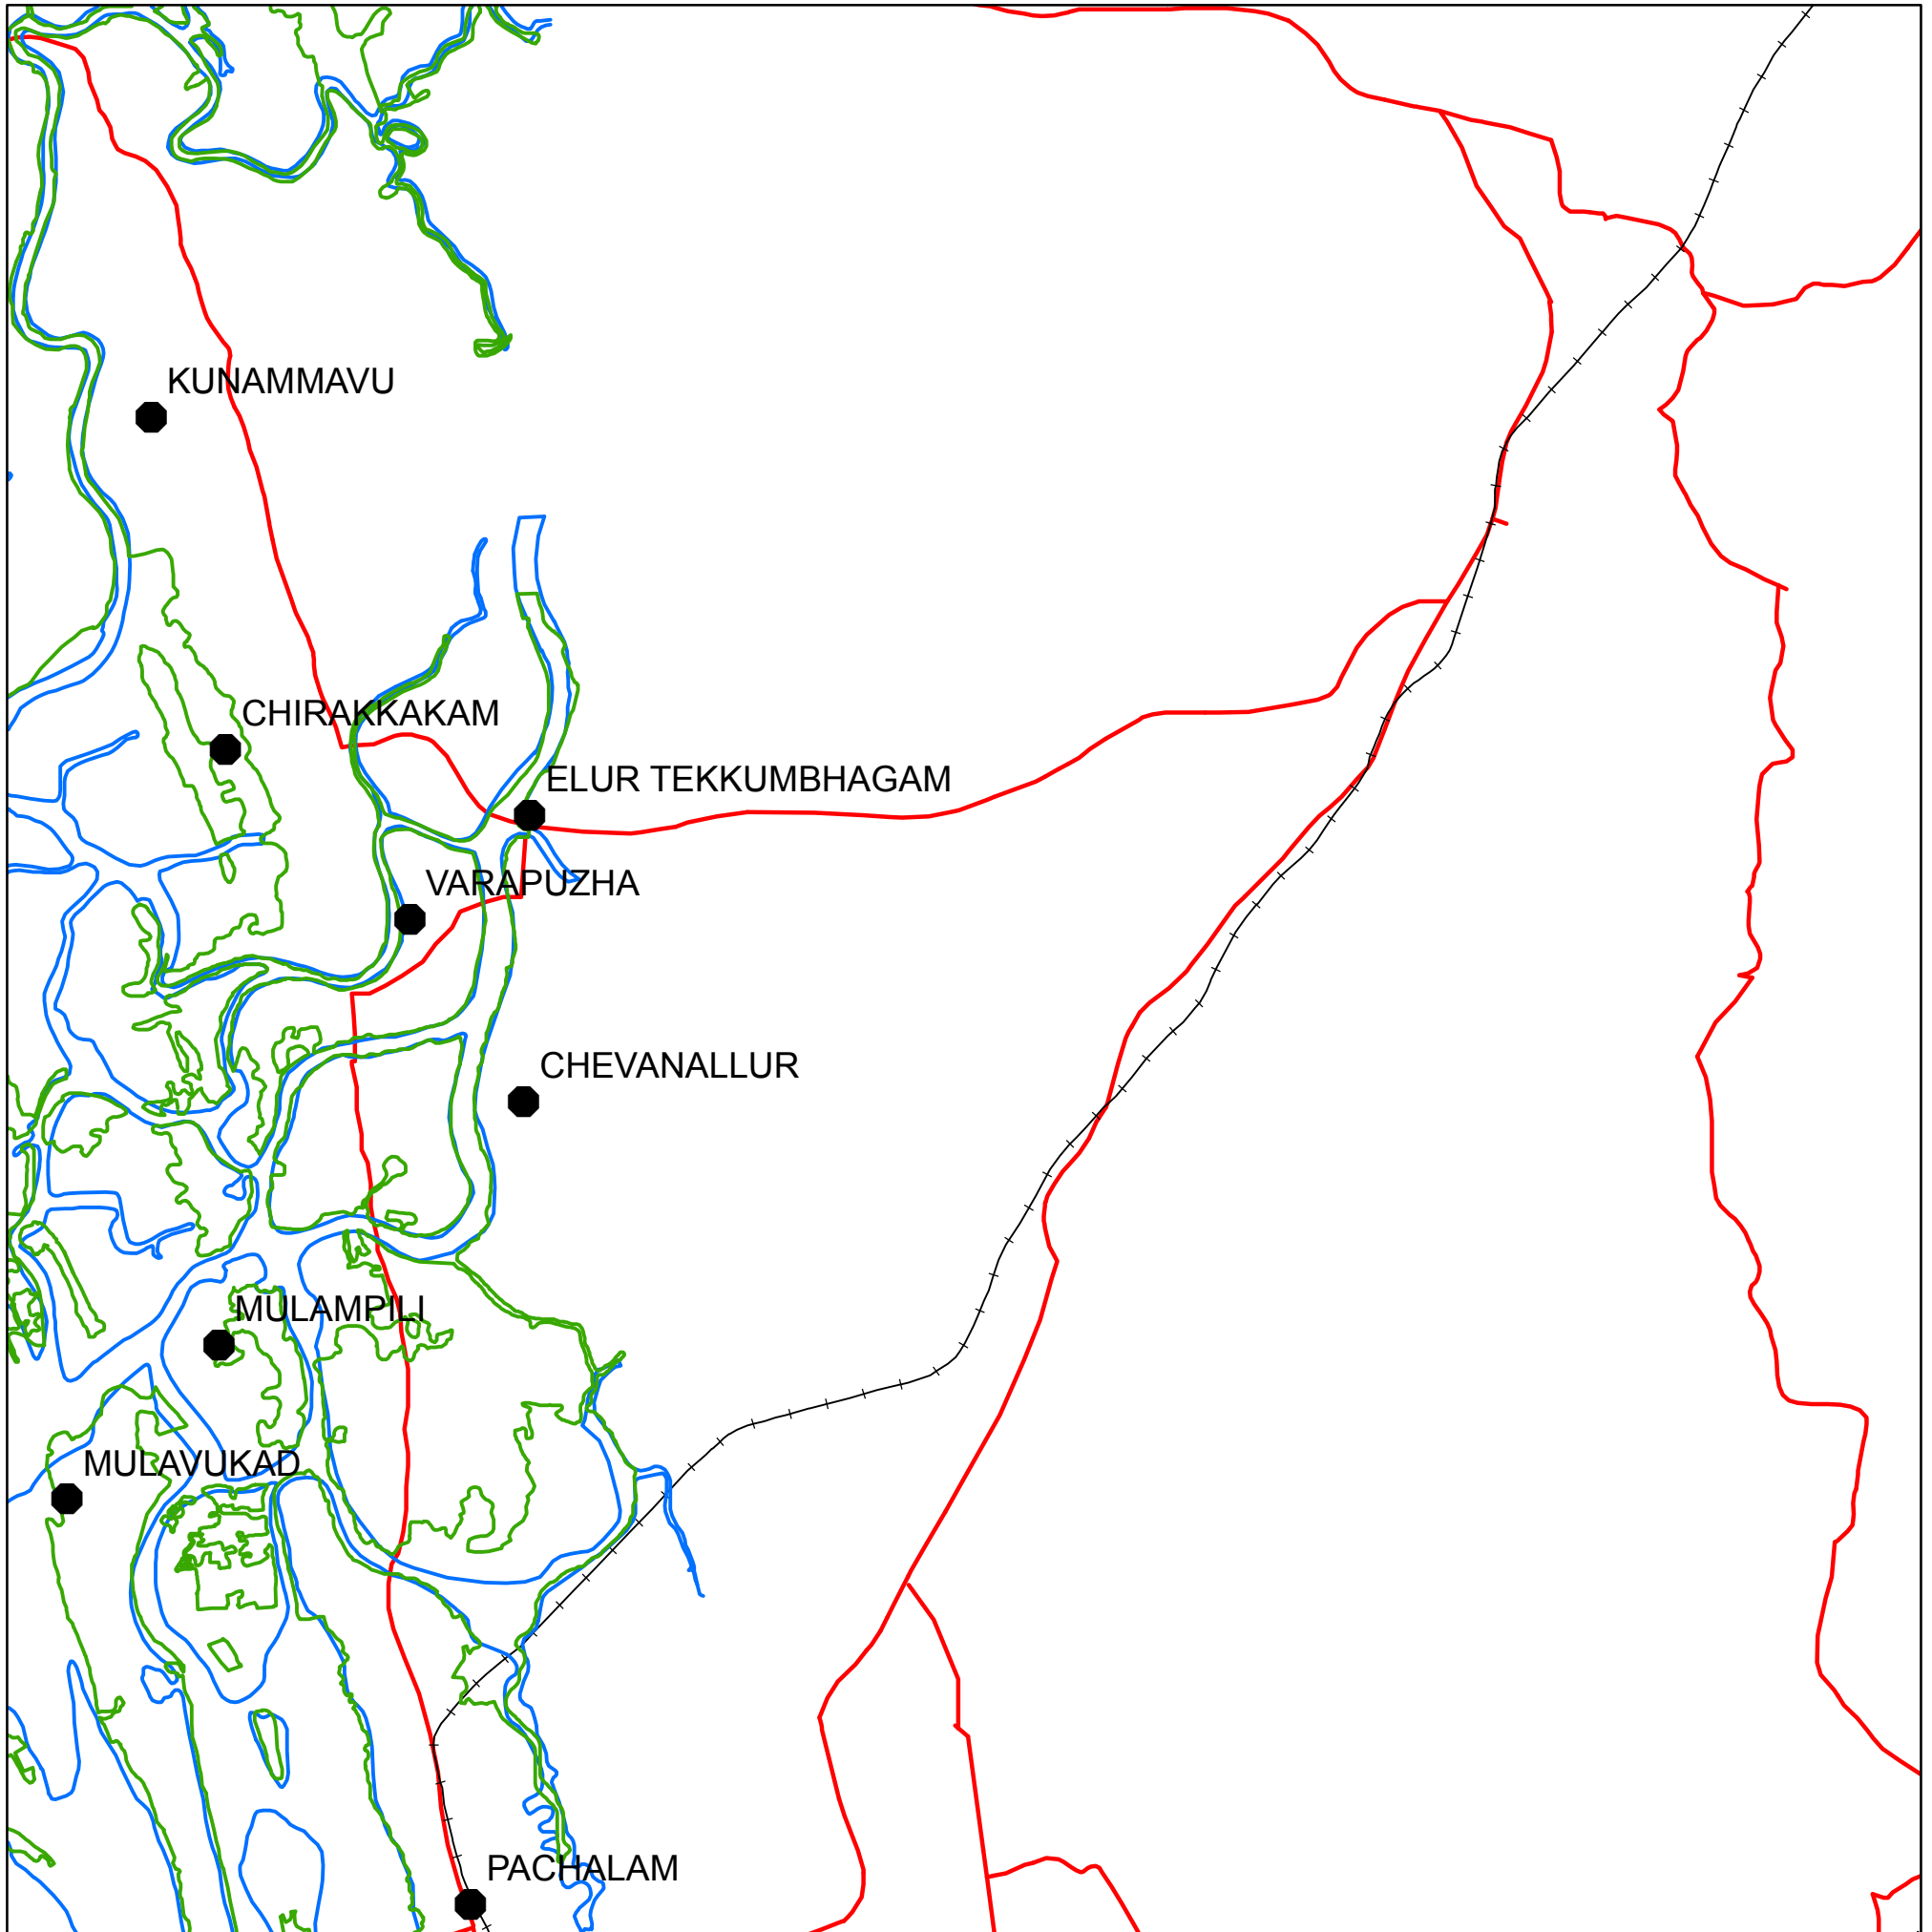 KUNAMMAVU
CHIRAKKAKAM
ELUR TEKKUMBHAGAM
VARAPUZHA
CHEVANALLUR
MULAMPILI
MULAVUKAD
PACHALAM